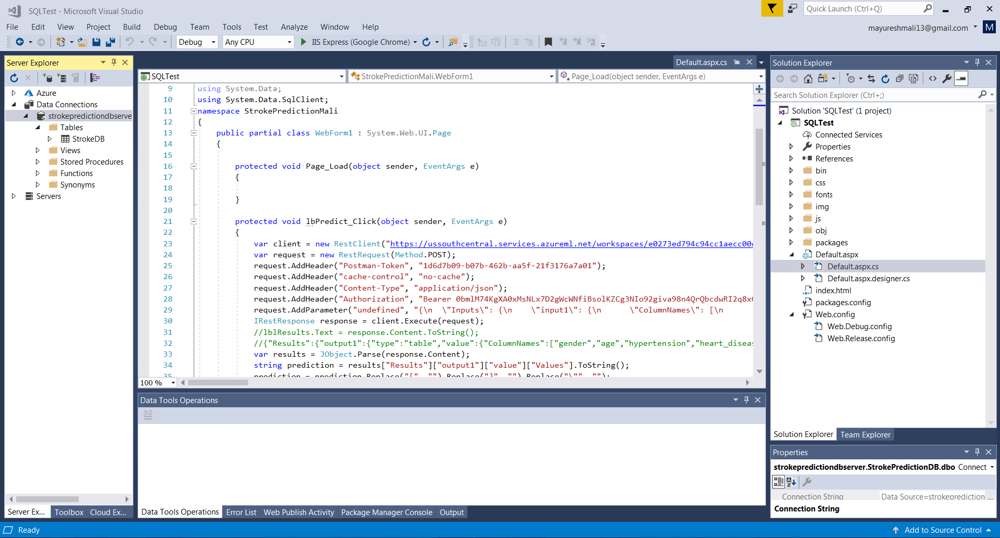 SQLTest - Microsoft Visual Studio
Quick Launch (Ctrl+Q)
File Edit View Project Build Debug Team Tools Test Analyze Window Help
mayureshmali13@gmail.com M
Debug Any CPU IIS Express (Google Chrome)
Server Explorer
Azure
Data Connections
strokepredictiondbserve
Tables
StrokeDB
Views
Stored Procedures
Functions
Synonyms
Servers
Server Ex... Toolbox Cloud Ex...
Default.aspx.cs
SQLTest StrokePredictionMali.WebForm1 Page_Load(object sender, EventArgs e)
9 using System.Data;
10 using System.Data.SqlClient;
11 namespace StrokePredictionMali
12 {
13 public partial class WebForm1 : System.Web.UI.Page
14 {
15
16 protected void Page_Load(object sender, EventArgs e)
17 {
18
19 }
20
21 protected void lbPredict_Click(object sender, EventArgs e)
22 {
23 var client = new RestClient("https://ussouthcentral.services.azureml.net/workspaces/e0273ed794c94cc1aecc00
24 var request = new RestRequest(Method.POST);
25 request.AddHeader("Postman-Token", "1d6d7b09-b07b-462b-aa5f-21f3176a7a01");
26 request.AddHeader("cache-control", "no-cache");
27 request.AddHeader("Content-Type", "application/json");
28 request.AddHeader("Authorization", "Bearer 0bmlM74KgXA0xMsNLx7D2gWcWNfiBsolKZCg3NIo92giva98n4QrQbcdwRI2q8x
29 request.AddParameter("undefined", "{\n \"Inputs\": {\n \"input1\": {\n \"ColumnNames\": [\n
30 IRestResponse response = client.Execute(request);
31 //lblResults.Text = response.Content.ToString();
32 //{"Results":{"output1":{"type":"table","value":{"ColumnNames":["gender","age","hypertension","heart_diseas
33 var results = JObject.Parse(response.Content);
34 string prediction = results["Results"]["output1"]["value"]["Values"].ToString();
35 prediction = prediction.Replace("[", "").Replace("]", "").Replace("\"", "");
100 %
Data Tools Operations
Data Tools Operations Error List Web Publish Activity Package Manager Console Output
Solution Explorer
Search Solution Explorer (Ctrl+;)
Solution 'SQLTest' (1 project)
SQLTest
Connected Services
Properties
References
bin
css
fonts
img
js
obj
packages
Default.aspx
Default.aspx.cs
Default.aspx.designer.cs
index.html
packages.config
Web.config
Web.Debug.config
Web.Release.config
Solution Explorer Team Explorer
Properties
strokepredictiondbserver.StrokePredictionDB.dbo Connect
Connection String Data Source=strokeprediction
Connection String
Ready
Add to Source Control